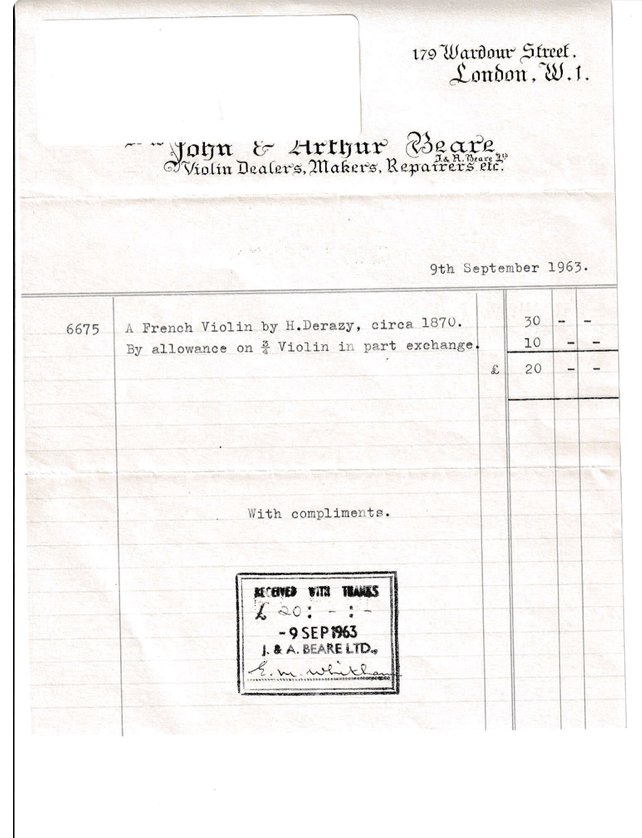 179 Wardour Street.
London, W.1.
John & Arthur Beare
J. & A. Beare Ltd
Violin Dealers, Makers, Repairers etc.
9th September 1963.
6675 A French Violin by H.Derazy, circa 1870. 30 - -
By allowance on ¾ Violin in part exchange. 10 - -
£ 20 - -
With compliments.
RECEIVED WITH THANKS
£ 20 : - : -
- 9 SEP 1963
J. & A. BEARE LTD.,
E. M. Whitham